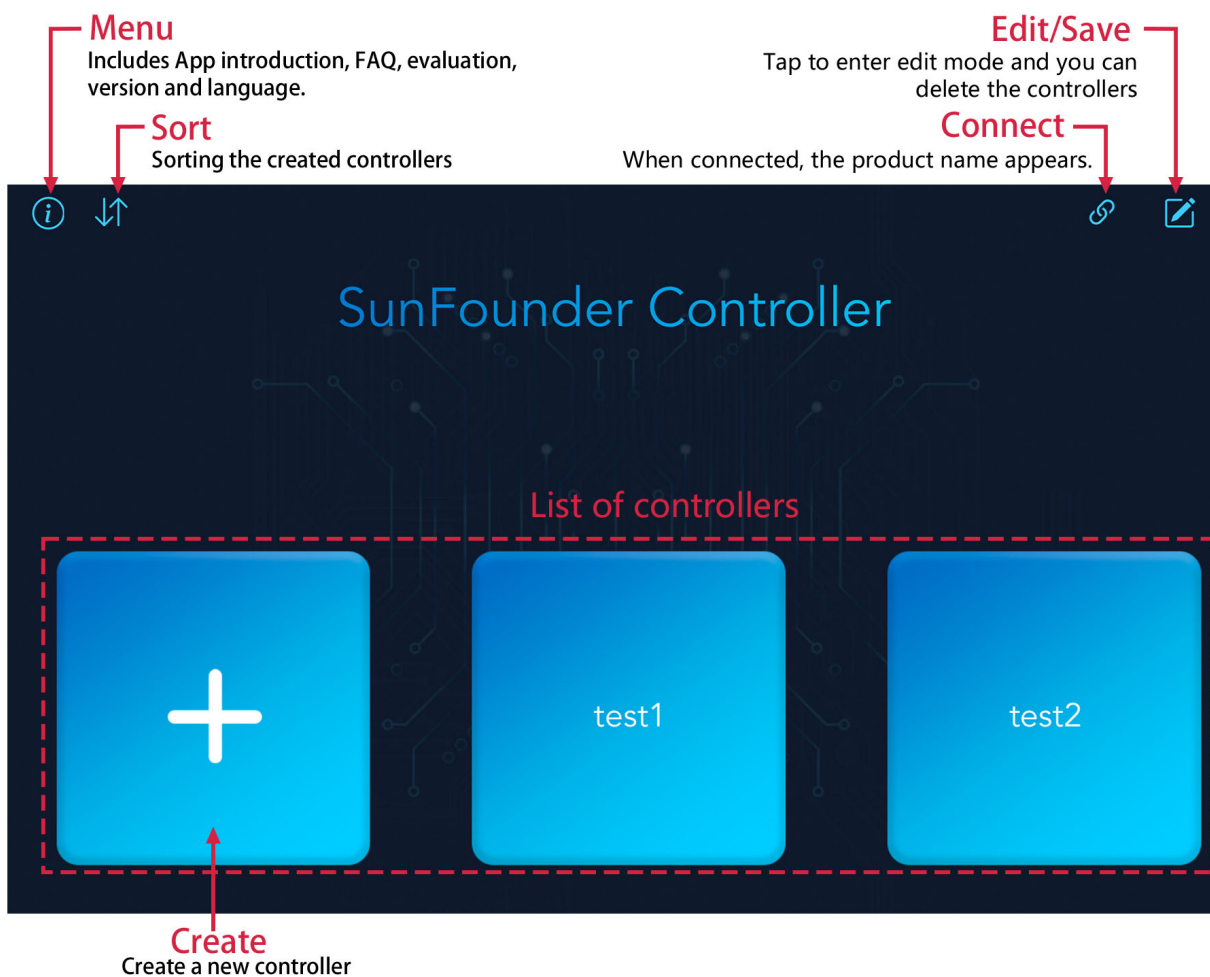 Menu
Includes App introduction, FAQ, evaluation,
version and language.
Sort
Sorting the created controllers
Edit/Save
Tap to enter edit mode and you can
delete the controllers
Connect
When connected, the product name appears.
SunFounder Controller
List of controllers
test1
test2
Create
Create a new controller